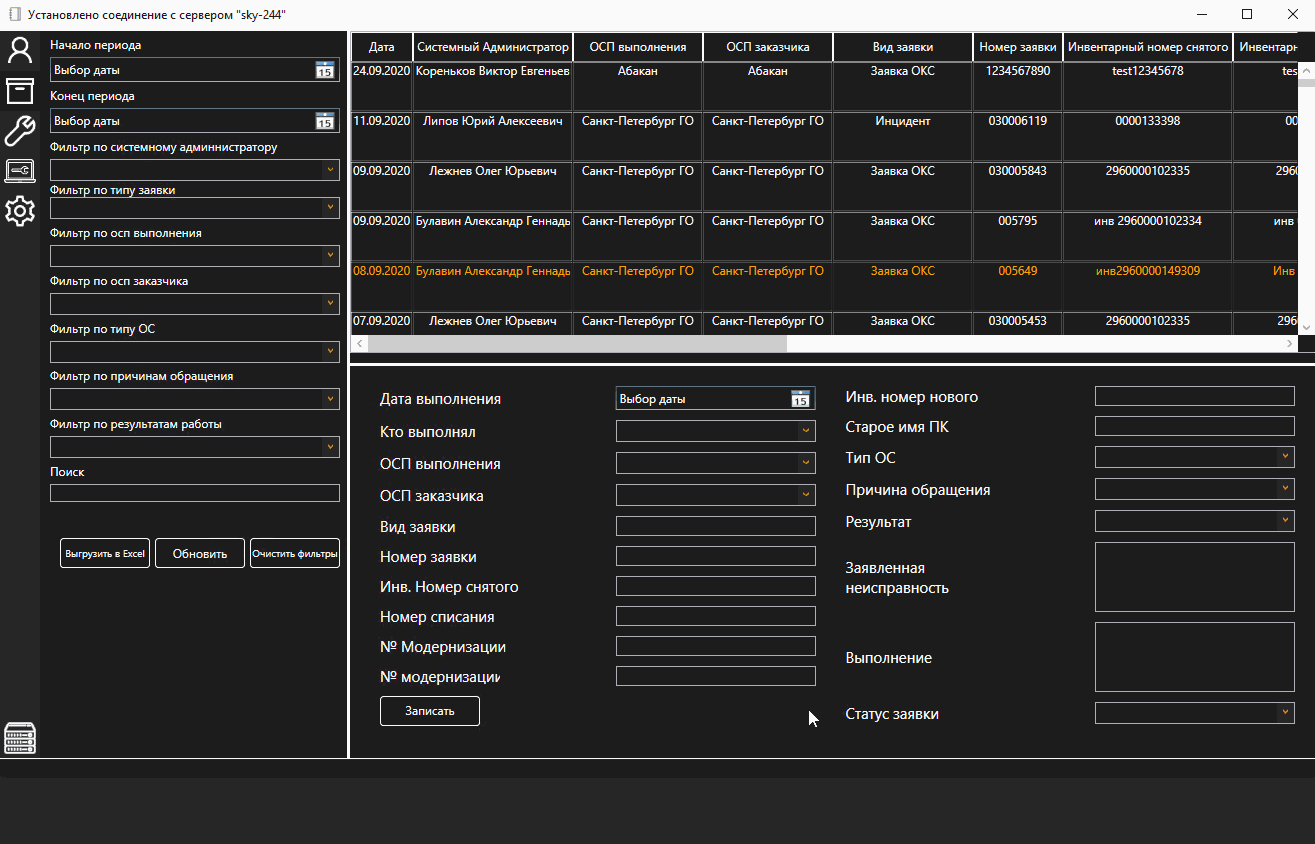 Установлено соединение с сервером "sky-244"
Начало периода
Выбор даты
15
Конец периода
Выбор даты
15
Фильтр по системному админнистратору
Фильтр по типу заявки
Фильтр по осп выполнения
Фильтр по осп заказчика
Фильтр по типу ОС
Фильтр по причинам обращения
Фильтр по результатам работы
Поиск
Выгрузить в Excel Обновить Очистить фильтры
Дата Системный Администратор ОСП выполнения ОСП заказчика Вид заявки Номер заявки Инвентарный номер снятого Инвентарн
24.09.2020 Кореньков Виктор Евгеньев Абакан Абакан Заявка ОКС 1234567890 test12345678 tes
11.09.2020 Липов Юрий Алексеевич Санкт-Петербург ГО Санкт-Петербург ГО Инцидент 030006119 0000133398 00
09.09.2020 Лежнев Олег Юрьевич Санкт-Петербург ГО Санкт-Петербург ГО Заявка ОКС 030005843 2960000102335 296
09.09.2020 Булавин Александр Геннадь Санкт-Петербург ГО Санкт-Петербург ГО Заявка ОКС 005795 инв 2960000102334 инв
08.09.2020 Булавин Александр Геннадь Санкт-Петербург ГО Санкт-Петербург ГО Заявка ОКС 005649 инв2960000149309 Инв
07.09.2020 Лежнев Олег Юрьевич Санкт-Петербург ГО Санкт-Петербург ГО Заявка ОКС 030005453 2960000102335 296
Дата выполнения
Выбор даты
15
Кто выполнял
ОСП выполнения
ОСП заказчика
Вид заявки
Номер заявки
Инв. Номер снятого
Номер списания
№ Модернизации
№ модернизации
Записать
Инв. номер нового
Старое имя ПК
Тип ОС
Причина обращения
Результат
Заявленная
неисправность
Выполнение
Статус заявки